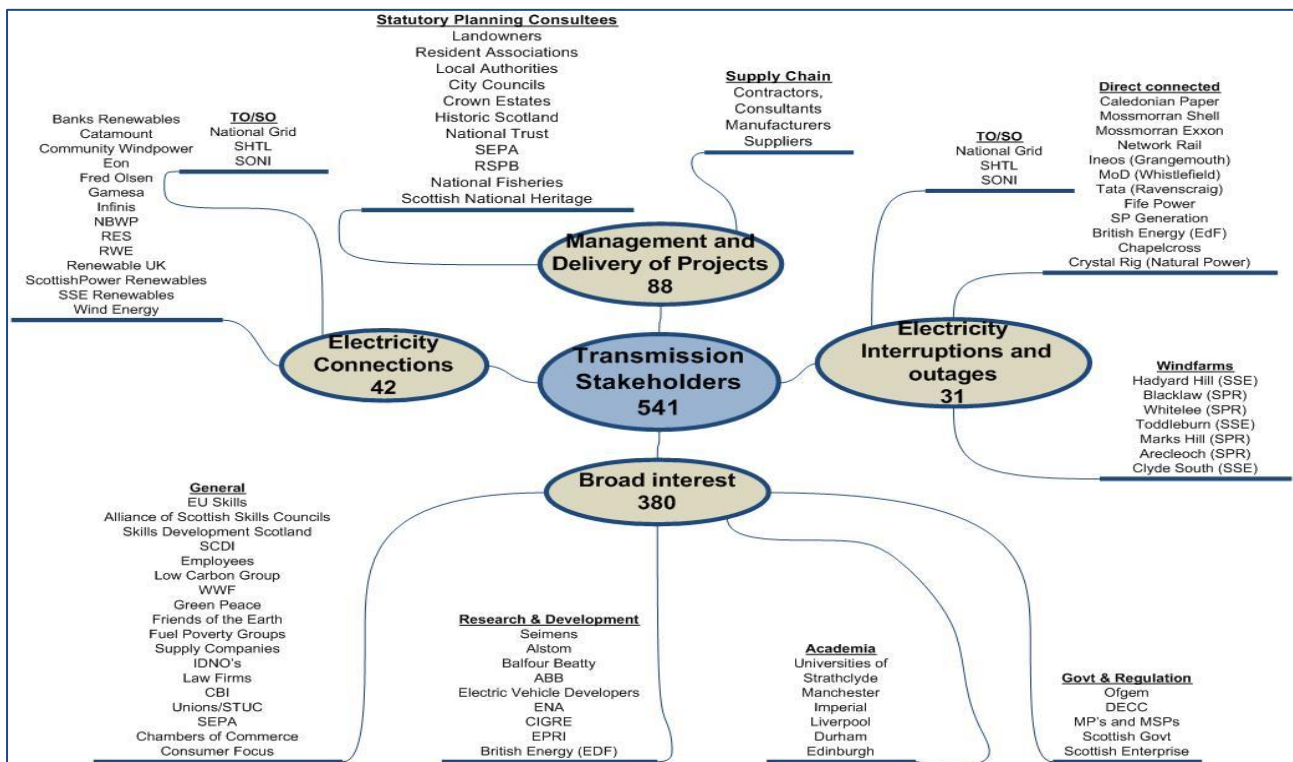 Statutory Planning Consultees
Landowners
Resident Associations
Local Authorities
City Councils
Crown Estates
Historic Scotland
National Trust
SEPA
RSPB
National Fisheries
Scottish National Heritage
Supply Chain
Contractors,
Consultants
Manufacturers
Suppliers
Banks Renewables
Catamount
Community Windpower
Eon
Fred Olsen
Gamesa
Infinis
NBWP
RES
RWE
Renewable UK
ScottishPower Renewables
SSE Renewables
Wind Energy
TO/SO
National Grid
SHTL
SONI
TO/SO
National Grid
SHTL
SONI
Direct connected
Caledonian Paper
Mossmorran Shell
Mossmorran Exxon
Network Rail
Ineos (Grangemouth)
MoD (Whistlefield)
Tata (Ravenscraig)
Fife Power
SP Generation
British Energy (EdF)
Chapelcross
Crystal Rig (Natural Power)
Management and
Delivery of Projects
88
Electricity
Connections
42
Transmission
Stakeholders
541
Electricity
Interruptions and
outages
31
Windfarms
Hadyard Hill (SSE)
Blacklaw (SPR)
Whitelee (SPR)
Toddleburn (SSE)
Marks Hill (SPR)
Arecleoch (SPR)
Clyde South (SSE)
Broad interest
380
General
EU Skills
Alliance of Scottish Skills Councils
Skills Development Scotland
SCDI
Employees
Low Carbon Group
WWF
Green Peace
Friends of the Earth
Fuel Poverty Groups
Supply Companies
IDNO's
Law Firms
CBI
Unions/STUC
SEPA
Chambers of Commerce
Consumer Focus
Research & Development
Seimens
Alstom
Balfour Beatty
ABB
Electric Vehicle Developers
ENA
CIGRE
EPRI
British Energy (EDF)
Academia
Universities of
Strathclyde
Manchester
Imperial
Liverpool
Durham
Edinburgh
Govt & Regulation
Ofgem
DECC
MP's and MSPs
Scottish Govt
Scottish Enterprise